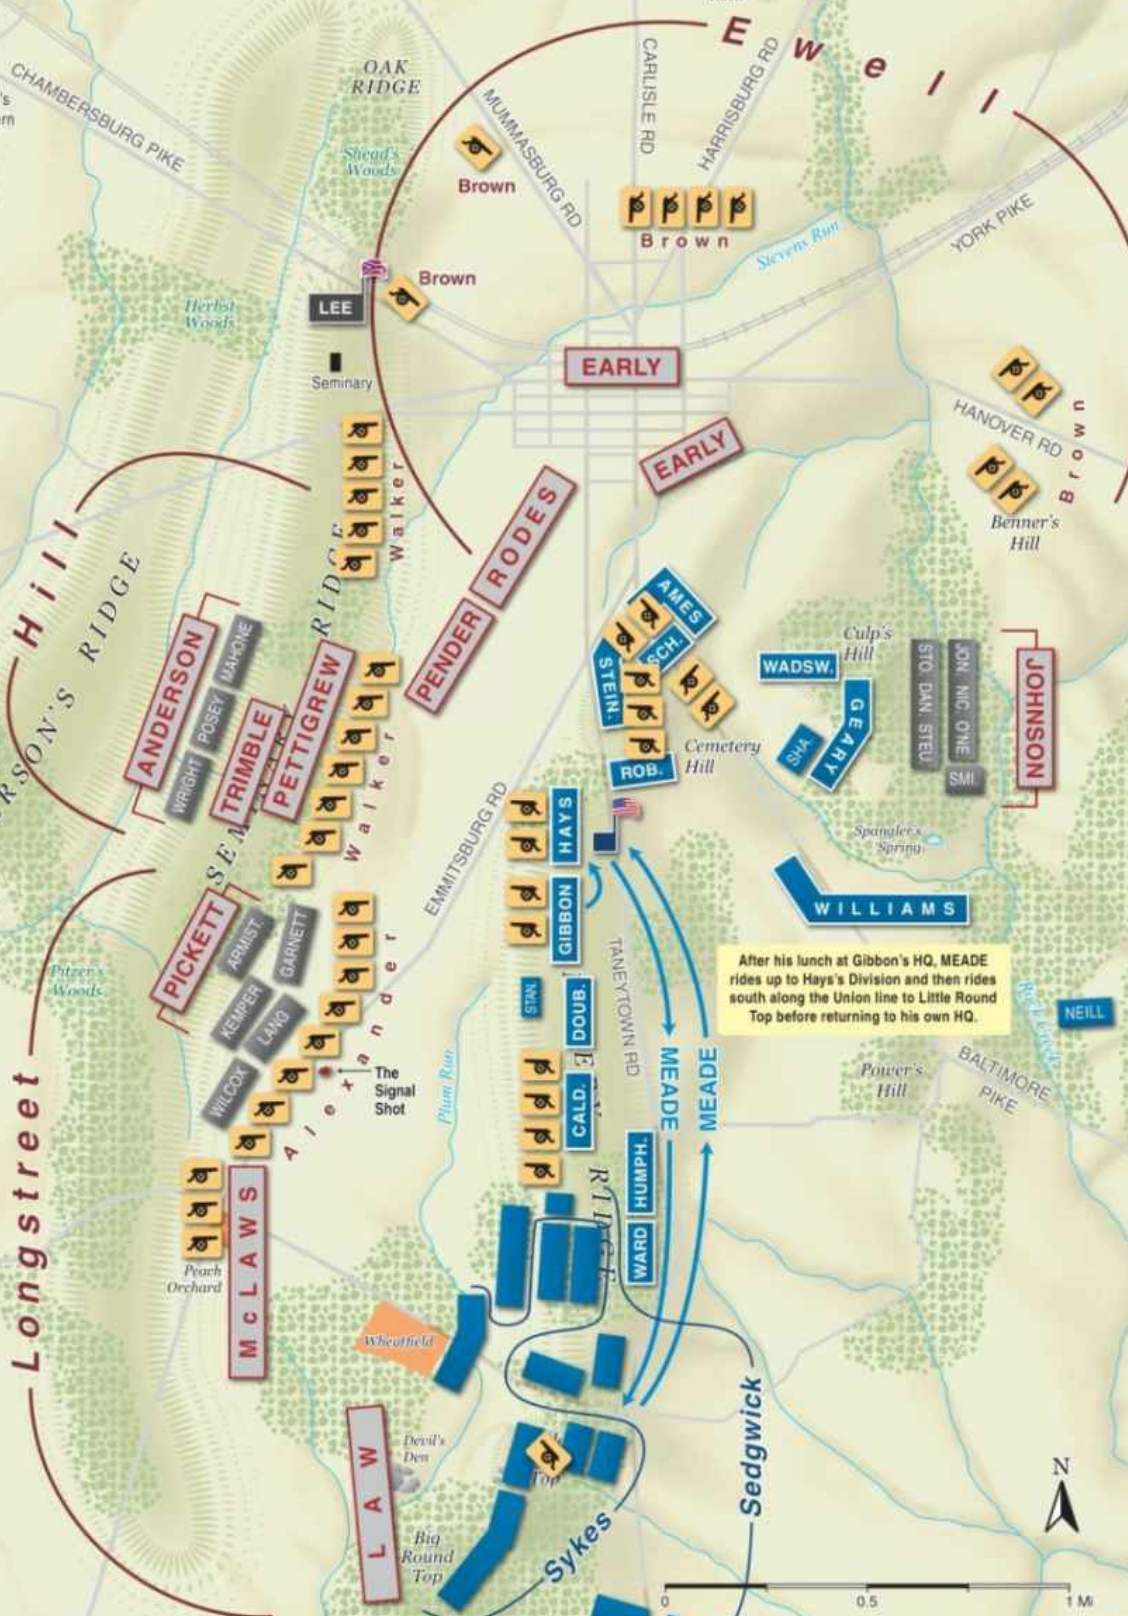 Ewell
OAK
RIDGE
CHAMBERSBURG PIKE
's
ern
MUMMASBURG RD
CARLISLE RD
HARRISBURG RD
Shead's
Woods
Brown
Brown
YORK PIKE
Stevens Run
Brown
LEE
Herbst
Woods
Seminary
EARLY
EARLY
HANOVER RD
Brown
Benner's
Hill
Walker
RODES
PENDER
Hill
RSON'S RIDGE
RIDGE
ANDERSON
MAHONE
POSEY
WRIGHT
TRIMBLE
PETTIGREW
Walker
AMES
SCH.
STEIN.
ROB.
Cemetery
Hill
WADSW.
Culp's
Hill
GEARY
SHA.
STO. DAN. STEU
JON. NIC. O'NE
SMI.
JOHNSON
Spangler's
Spring
WILLIAMS
EMMITSBURG RD
HAYS
GIBBON
PICKETT
ARMIST.
GARNETT
KEMPER
LANG
WILCOX
Pitzer's
Woods
Alexander
The
Signal
Shot
Plum Run
STAN.
DOUB.
CALD.
TANEYTOWN RD
MEADE
MEADE
After his lunch at Gibbon's HQ, MEADE
rides up to Hays's Division and then rides
south along the Union line to Little Round
Top before returning to his own HQ.
NEILL
Power's
Hill
BALTIMORE
PIKE
HUMPH.
WARD
RIDGE
Longstreet
McLAWS
Peach
Orchard
Wheatfield
LAW
Devil's
Den
Top
Big
Round
Top
Sykes
Sedgwick
N
0 0.5 1 Mi